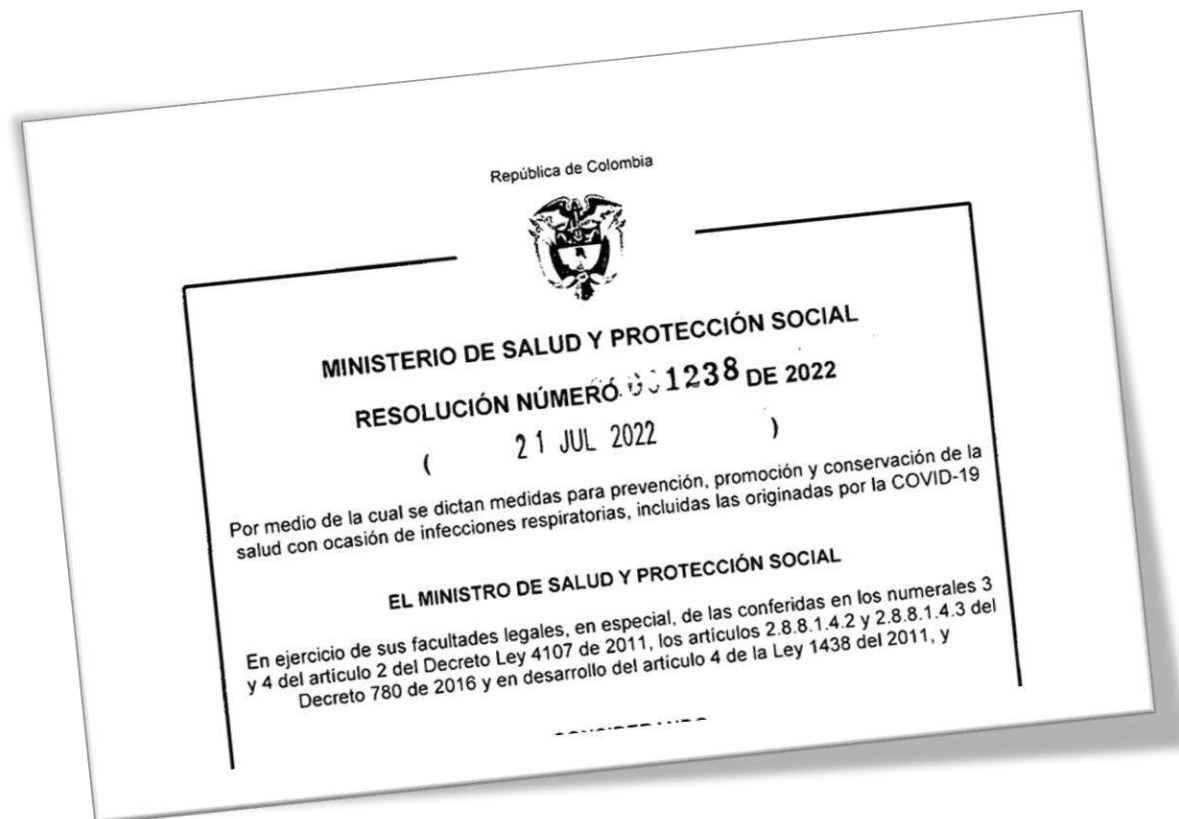 República de Colombia
MINISTERIO DE SALUD Y PROTECCIÓN SOCIAL
RESOLUCIÓN NÚMERO 001238 DE 2022
( 21 JUL 2022 )
Por medio de la cual se dictan medidas para prevención, promoción y conservación de la
salud con ocasión de infecciones respiratorias, incluidas las originadas por la COVID-19
EL MINISTRO DE SALUD Y PROTECCIÓN SOCIAL
En ejercicio de sus facultades legales, en especial, de las conferidas en los numerales 3
y 4 del artículo 2 del Decreto Ley 4107 de 2011, los artículos 2.8.8.1.4.2 y 2.8.8.1.4.3 del
Decreto 780 de 2016 y en desarrollo del artículo 4 de la Ley 1438 del 2011, y